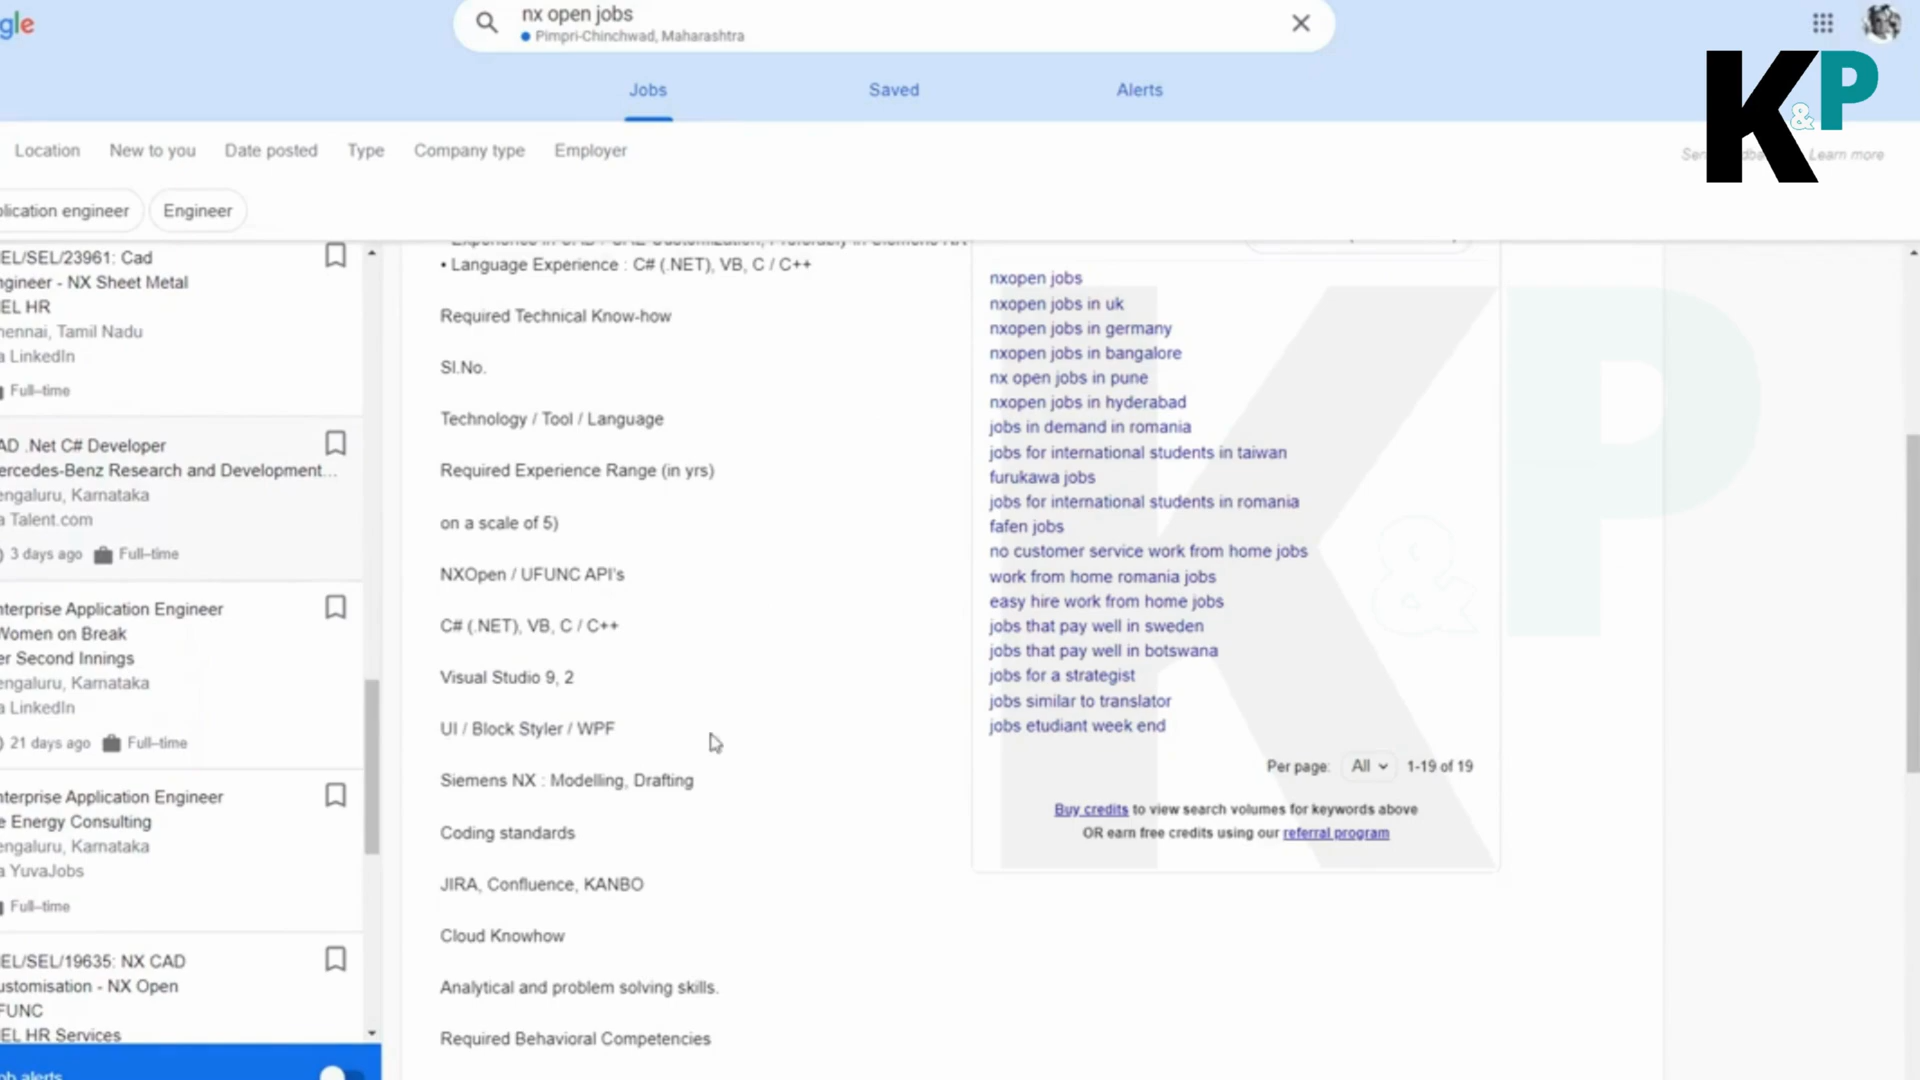 gle
nx open jobs
Pimpri-Chinchwad, Maharashtra
Jobs
Saved
Alerts
K&P
Location
New to you
Date posted
Type
Company type
Employer
Learn more
plication engineer
Engineer
EL/SEL/23961: Cad
ngineer - NX Sheet Metal
EL HR
hennai, Tamil Nadu
a LinkedIn
Full–time
AD .Net C# Developer
ercedes-Benz Research and Development...
engaluru, Karnataka
a Talent.com
3 days ago
Full–time
nterprise Application Engineer
Women on Break
er Second Innings
engaluru, Karnataka
a LinkedIn
21 days ago
Full–time
nterprise Application Engineer
e Energy Consulting
engaluru, Karnataka
a YuvaJobs
Full–time
EL/SEL/19635: NX CAD
ustomisation - NX Open
FUNC
EL HR Services
ob alerts
• Language Experience : C# (.NET), VB, C / C++
Required Technical Know-how
Sl.No.
Technology / Tool / Language
Required Experience Range (in yrs)
on a scale of 5)
NXOpen / UFUNC API's
C# (.NET), VB, C / C++
Visual Studio 9, 2
UI / Block Styler / WPF
Siemens NX : Modelling, Drafting
Coding standards
JIRA, Confluence, KANBO
Cloud Knowhow
Analytical and problem solving skills.
Required Behavioral Competencies
nxopen jobs
nxopen jobs in uk
nxopen jobs in germany
nxopen jobs in bangalore
nx open jobs in pune
nxopen jobs in hyderabad
jobs in demand in romania
jobs for international students in taiwan
furukawa jobs
jobs for international students in romania
fafen jobs
no customer service work from home jobs
work from home romania jobs
easy hire work from home jobs
jobs that pay well in sweden
jobs that pay well in botswana
jobs for a strategist
jobs similar to translator
jobs etudiant week end
Per page:
All
1-19 of 19
Buy credits to view search volumes for keywords above
OR earn free credits using our referral program
K&P